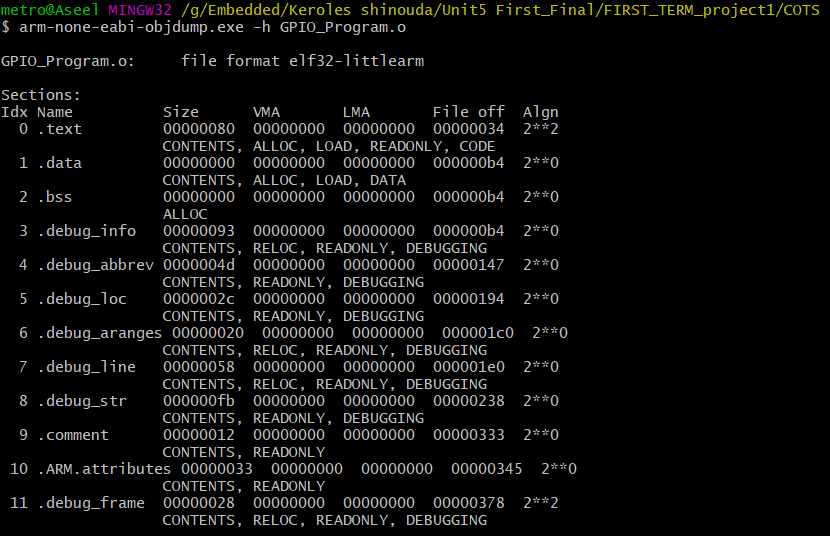 metro@Aseel MINGW32 /g/Embedded/Keroles shinouda/Unit5 First_Final/FIRST_TERM_project1/COTS
$ arm-none-eabi-objdump.exe -h GPIO_Program.o
GPIO_Program.o:     file format elf32-littlearm
Sections:
Idx Name          Size      VMA       LMA       File off  Algn
  0 .text         00000080  00000000  00000000  00000034  2**2
                  CONTENTS, ALLOC, LOAD, READONLY, CODE
  1 .data         00000000  00000000  00000000  000000b4  2**0
                  CONTENTS, ALLOC, LOAD, DATA
  2 .bss          00000000  00000000  00000000  000000b4  2**0
                  ALLOC
  3 .debug_info   00000093  00000000  00000000  000000b4  2**0
                  CONTENTS, RELOC, READONLY, DEBUGGING
  4 .debug_abbrev 0000004d  00000000  00000000  00000147  2**0
                  CONTENTS, READONLY, DEBUGGING
  5 .debug_loc    0000002c  00000000  00000000  00000194  2**0
                  CONTENTS, READONLY, DEBUGGING
  6 .debug_aranges 00000020  00000000  00000000  000001c0  2**0
                  CONTENTS, RELOC, READONLY, DEBUGGING
  7 .debug_line   00000058  00000000  00000000  000001e0  2**0
                  CONTENTS, RELOC, READONLY, DEBUGGING
  8 .debug_str    000000fb  00000000  00000000  00000238  2**0
                  CONTENTS, READONLY, DEBUGGING
  9 .comment      00000012  00000000  00000000  00000333  2**0
                  CONTENTS, READONLY
 10 .ARM.attributes 00000033  00000000  00000000  00000345  2**0
                  CONTENTS, READONLY
 11 .debug_frame  00000028  00000000  00000000  00000378  2**2
                  CONTENTS, RELOC, READONLY, DEBUGGING